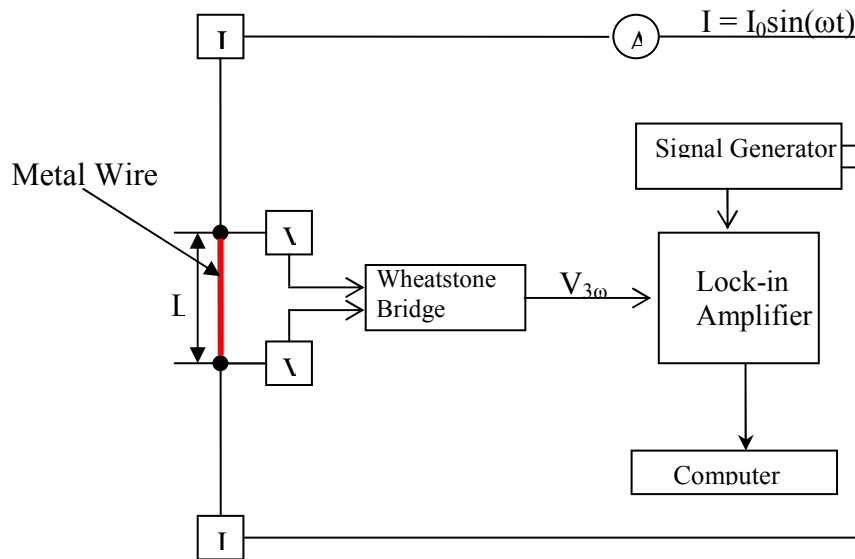 I
A
I = I₀sin(ωt)
Signal Generator
Metal Wire
V
L
Wheatstone
Bridge
V₃ω
Lock-in
Amplifier
V
Computer
I